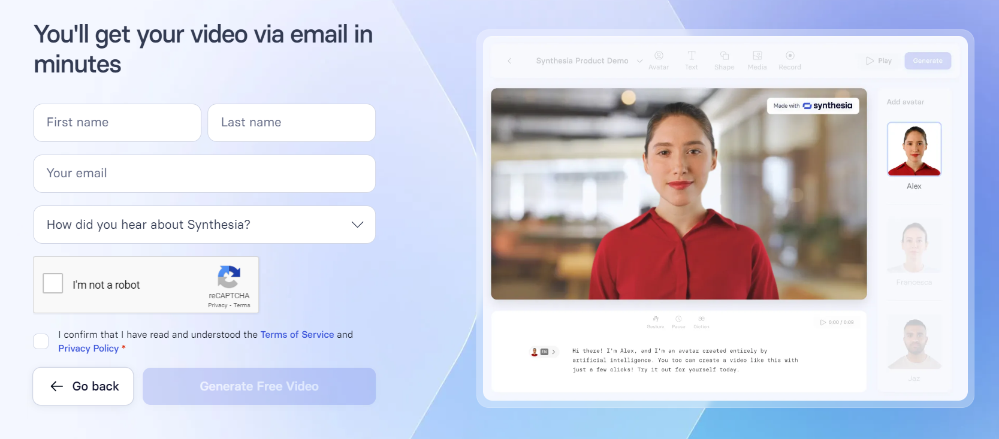 You'll get your video via email in
minutes
First name
Last name
Your email
How did you hear about Synthesia?
I'm not a robot
reCAPTCHA
Privacy - Terms
I confirm that I have read and understood the Terms of Service and
Privacy Policy *
Go back
Generate Free Video
Synthesia Product Demo
Avatar
Text
Shape
Media
Record
Play
Generate
Made with synthesia
Add avatar
Alex
Francesca
Jaz
Gesture
Pause
Diction
0:00 / 0:09
EN
Hi there! I'm Alex, and I'm an avatar created entirely by
artificial intelligence. You too can create a video like this with
just a few clicks! Try it out for yourself today.